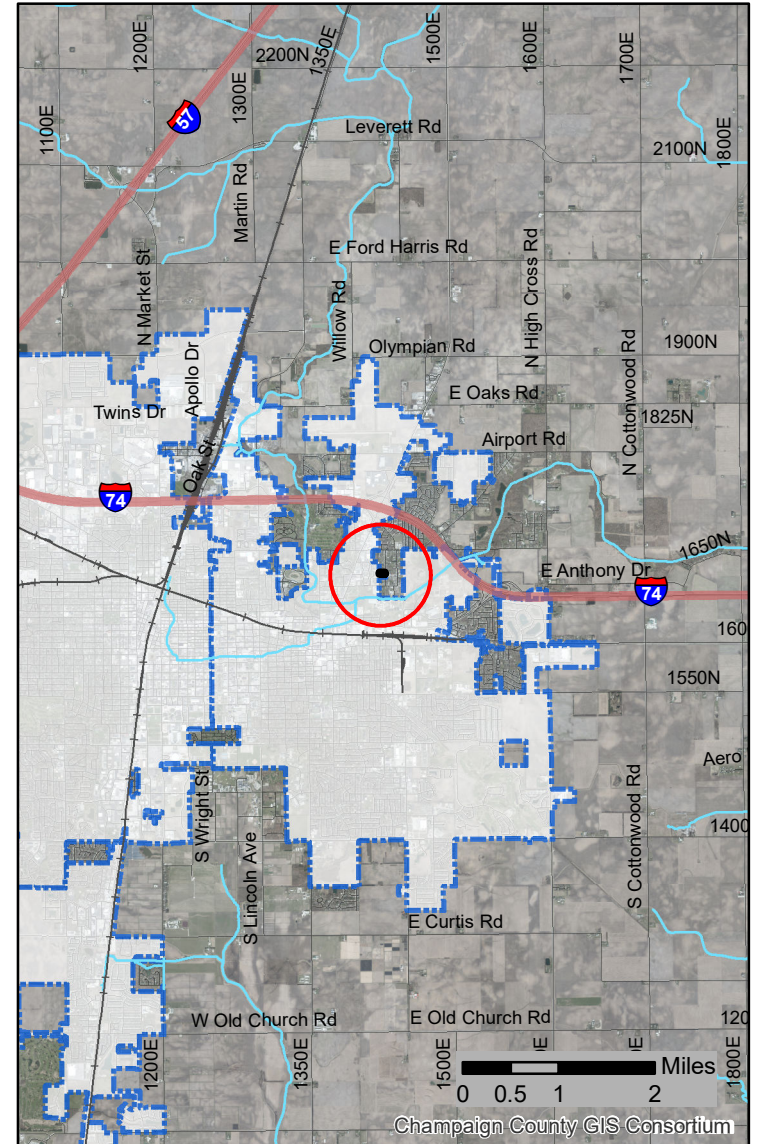 1200E
2200N
1350E
1500E
1600E
1700E
1300E
57
1100E
Leverett Rd
1800E
2100N
Martin Rd
E Ford Harris Rd
N High Cross Rd
N Market St
Willow Rd
Olympian Rd
1900N
Apollo Dr
N Cottonwood Rd
E Oaks Rd
Twins Dr
1825N
Airport Rd
Oak St
74
1650N
E Anthony Dr
74
160
1550N
Aero
S Wright St
S Cottonwood Rd
1400
S Lincoln Ave
E Curtis Rd
W Old Church Rd
E Old Church Rd
120
1200E
1350E
1500E
1800E
Miles
0 0.5 1 2
Champaign County GIS Consortium